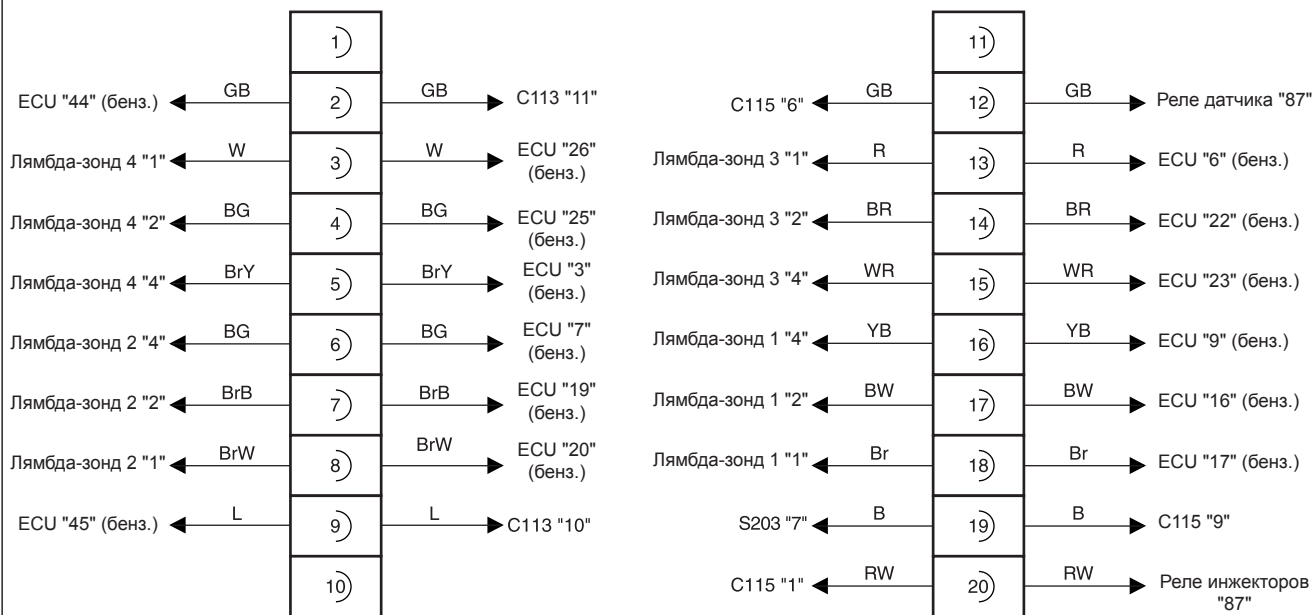 1
ECU "44" (бенз.) GB 2 GB C113 "11"
Лямбда-зонд 4 "1" W 3 W ECU "26"
(бенз.)
Лямбда-зонд 4 "2" BG 4 BG ECU "25"
(бенз.)
Лямбда-зонд 4 "4" BrY 5 BrY ECU "3"
(бенз.)
Лямбда-зонд 2 "4" BG 6 BG ECU "7"
(бенз.)
Лямбда-зонд 2 "2" BrB 7 BrB ECU "19"
(бенз.)
Лямбда-зонд 2 "1" BrW 8 BrW ECU "20"
(бенз.)
ECU "45" (бенз.) L 9 L C113 "10"
10
11
C115 "6" GB 12 GB Реле датчика "87"
Лямбда-зонд 3 "1" R 13 R ECU "6" (бенз.)
Лямбда-зонд 3 "2" BR 14 BR ECU "22" (бенз.)
Лямбда-зонд 3 "4" WR 15 WR ECU "23" (бенз.)
Лямбда-зонд 1 "4" YB 16 YB ECU "9" (бенз.)
Лямбда-зонд 1 "2" BW 17 BW ECU "16" (бенз.)
Лямбда-зонд 1 "1" Br 18 Br ECU "17" (бенз.)
S203 "7" B 19 B C115 "9"
C115 "1" RW 20 RW Реле инжекторов
"87"